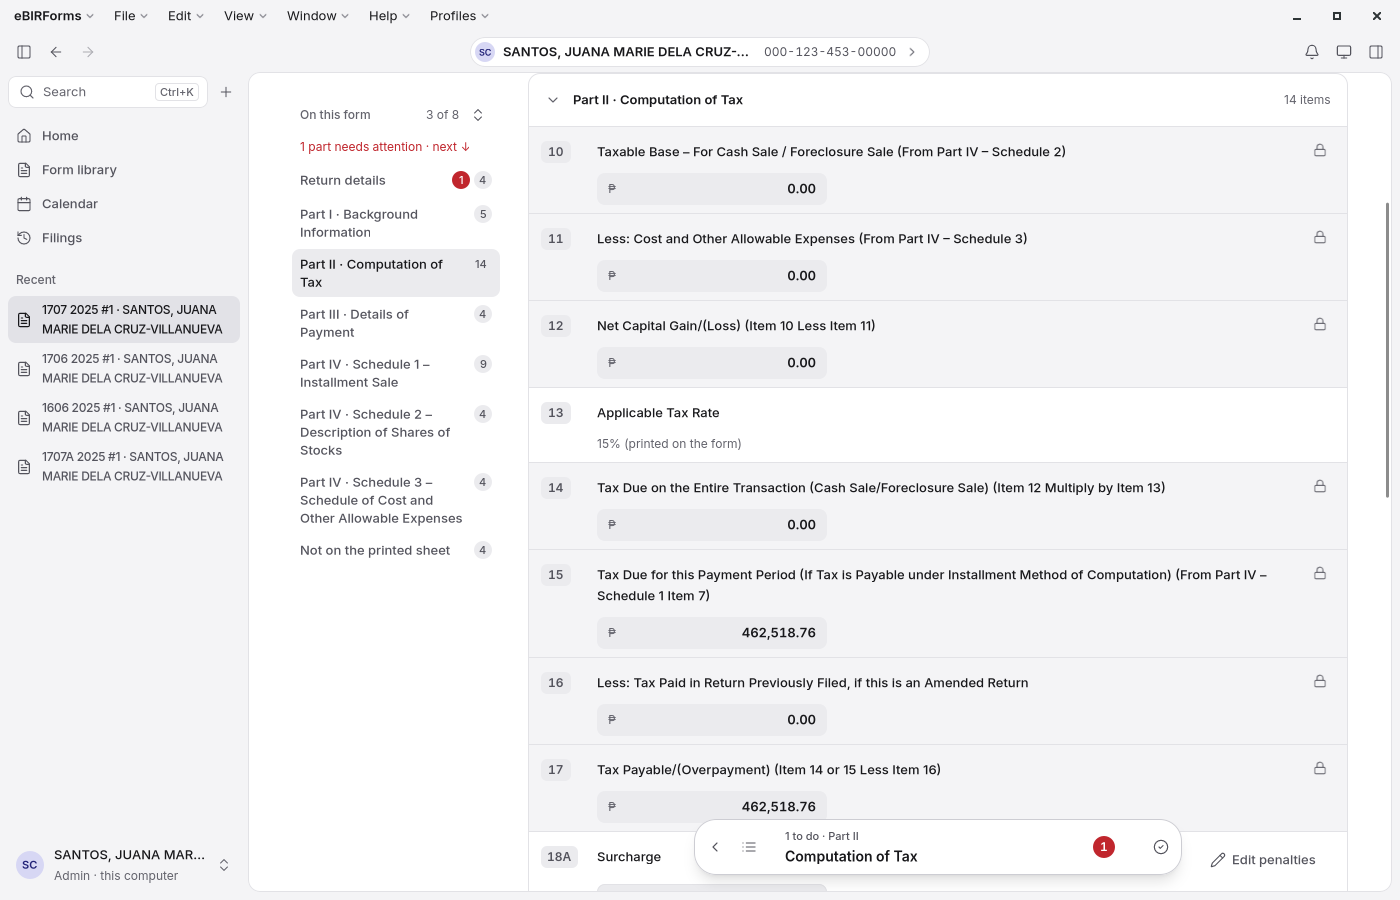 eBIRForms File Edit View Window Help Profiles
SC SANTOS, JUANA MARIE DELA CRUZ-... 000-123-453-00000
Search Ctrl+K
Home
Form library
Calendar
Filings
Recent
1707 2025 #1 · SANTOS, JUANA
MARIE DELA CRUZ-VILLANUEVA
1706 2025 #1 · SANTOS, JUANA
MARIE DELA CRUZ-VILLANUEVA
1606 2025 #1 · SANTOS, JUANA
MARIE DELA CRUZ-VILLANUEVA
1707A 2025 #1 · SANTOS, JUANA
MARIE DELA CRUZ-VILLANUEVA
SC SANTOS, JUANA MAR...
Admin · this computer
On this form 3 of 8
1 part needs attention · next ↓
Return details 1 4
Part I · Background 5
Information
Part II · Computation of 14
Tax
Part III · Details of 4
Payment
Part IV · Schedule 1 – 9
Installment Sale
Part IV · Schedule 2 – 4
Description of Shares of
Stocks
Part IV · Schedule 3 – 4
Schedule of Cost and
Other Allowable Expenses
Not on the printed sheet 4
Part II · Computation of Tax 14 items
10 Taxable Base – For Cash Sale / Foreclosure Sale (From Part IV – Schedule 2)
₱ 0.00
11 Less: Cost and Other Allowable Expenses (From Part IV – Schedule 3)
₱ 0.00
12 Net Capital Gain/(Loss) (Item 10 Less Item 11)
₱ 0.00
13 Applicable Tax Rate
15% (printed on the form)
14 Tax Due on the Entire Transaction (Cash Sale/Foreclosure Sale) (Item 12 Multiply by Item 13)
₱ 0.00
15 Tax Due for this Payment Period (If Tax is Payable under Installment Method of Computation) (From Part IV –
Schedule 1 Item 7)
₱ 462,518.76
16 Less: Tax Paid in Return Previously Filed, if this is an Amended Return
₱ 0.00
17 Tax Payable/(Overpayment) (Item 14 or 15 Less Item 16)
₱ 462,518.76
18A Surcharge Edit penalties
1 to do · Part II
Computation of Tax 1